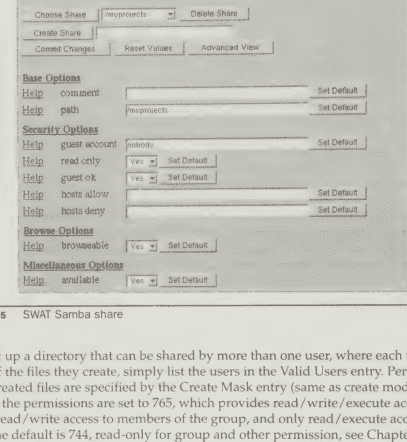 Choose Share /myprojects Delete Share
Create Share
Commit Changes Reset Values Advanced View
Base Options
Help comment Set Default
Help path /myprojects Set Default
Security Options
Help guest account nobody Set Default
Help read only Yes Set Default
Help guest ok Yes Set Default
Help hosts allow Set Default
Help hosts deny Set Default
Browse Options
Help browseable Yes Set Default
Miscellaneous Options
Help available Yes Set Default
5 SWAT Samba share
up a directory that can be shared by more than one user, where each
f the files they create, simply list the users in the Valid Users entry. Per
reated files are specified by the Create Mask entry (same as create mod
the permissions are set to 765, which provides read/write/execute ac
read/write access to members of the group, and only read/execute acc
he default is 744, read-only for group and other permission, see Chapt